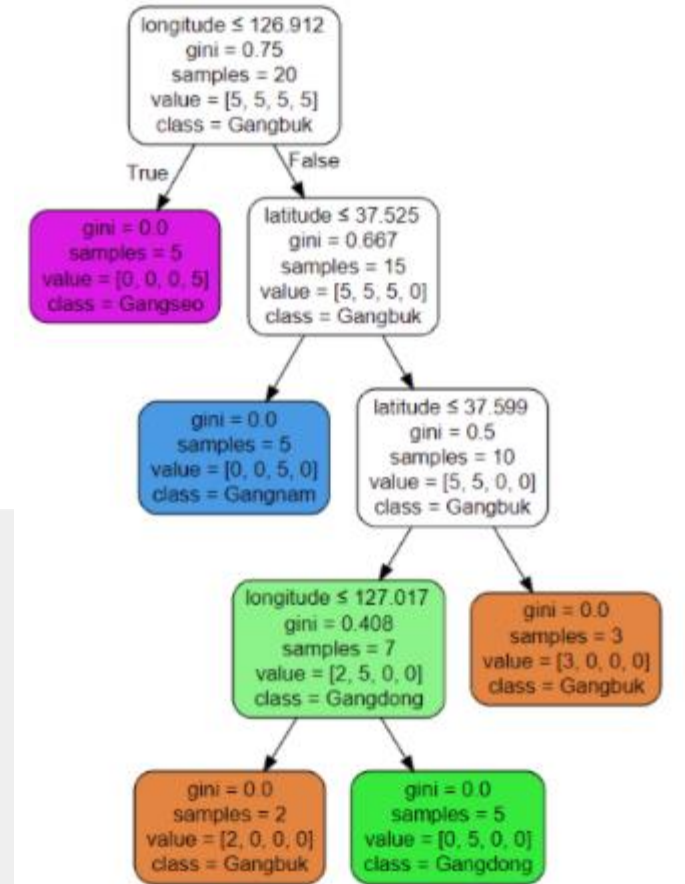 longitude ≤ 126.912
gini = 0.75
samples = 20
value = [5, 5, 5, 5]
class = Gangbuk
True
False
gini = 0.0
samples = 5
value = [0, 0, 0, 5]
class = Gangseo
latitude ≤ 37.525
gini = 0.667
samples = 15
value = [5, 5, 5, 0]
class = Gangbuk
gini = 0.0
samples = 5
value = [0, 0, 5, 0]
class = Gangnam
latitude ≤ 37.599
gini = 0.5
samples = 10
value = [5, 5, 0, 0]
class = Gangbuk
longitude ≤ 127.017
gini = 0.408
samples = 7
value = [2, 5, 0, 0]
class = Gangdong
gini = 0.0
samples = 3
value = [3, 0, 0, 0]
class = Gangbuk
gini = 0.0
samples = 2
value = [2, 0, 0, 0]
class = Gangbuk
gini = 0.0
samples = 5
value = [0, 5, 0, 0]
class = Gangdong